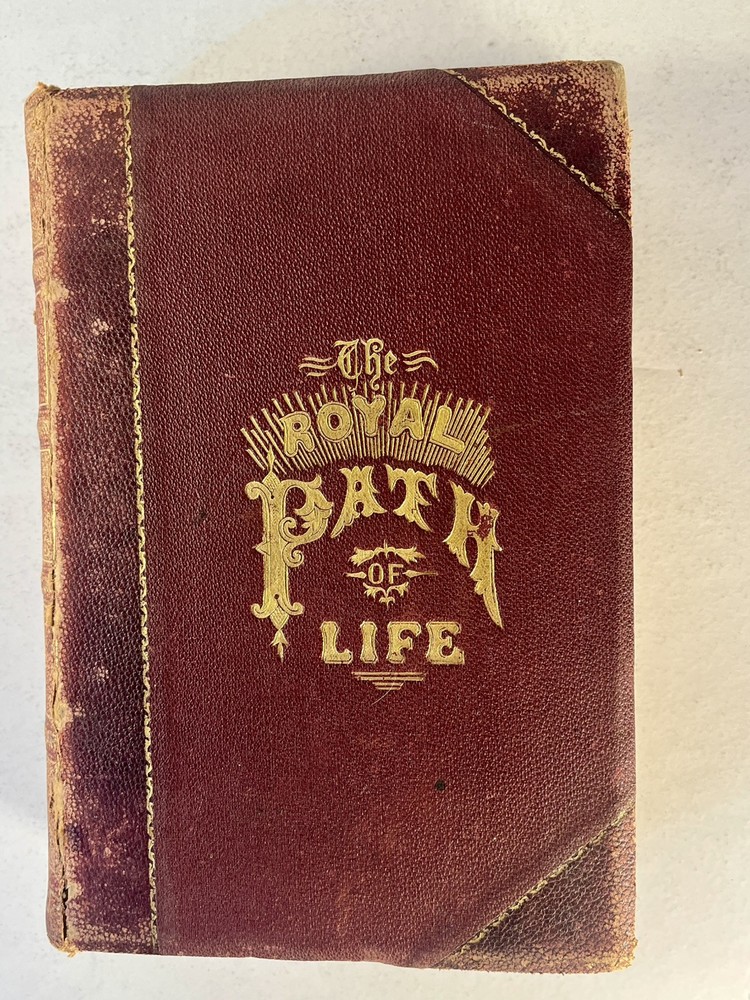 The
ROYAL
PATH
OF
LIFE